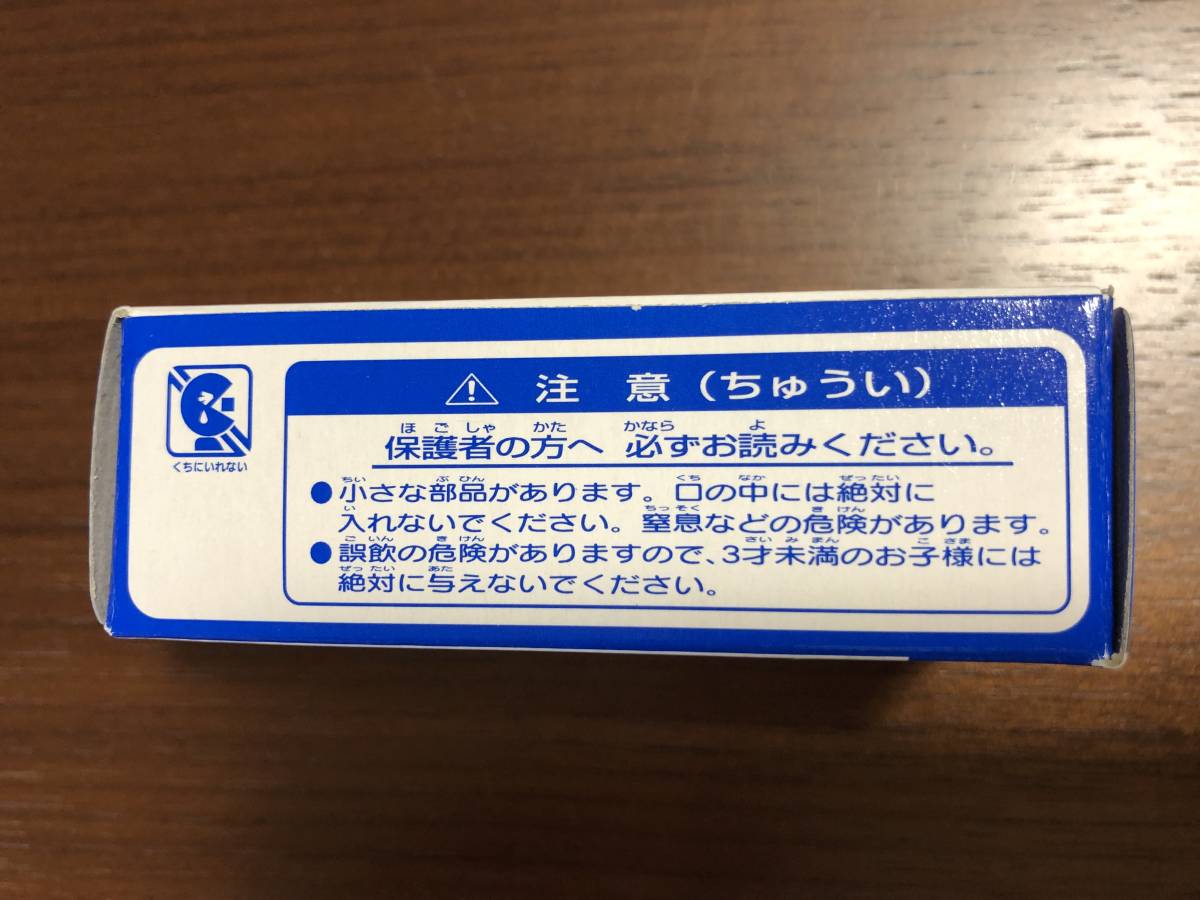 くちにいれない
⚠ 注 意 (ちゅうい)
ほ ご しゃ かた かなら よ
保護者の方へ 必ずお読みください。
ちい ぶ ひん くち なか ぜっ たい
●小さな部品があります。口の中には絶対に
い ちっ そく き けん
入れないでください。窒息などの危険があります。
ご いん き けん さい み まん こ さま
●誤飲の危険がありますので、3才未満のお子様には
ぜっ たい あた
絶対に与えないでください。